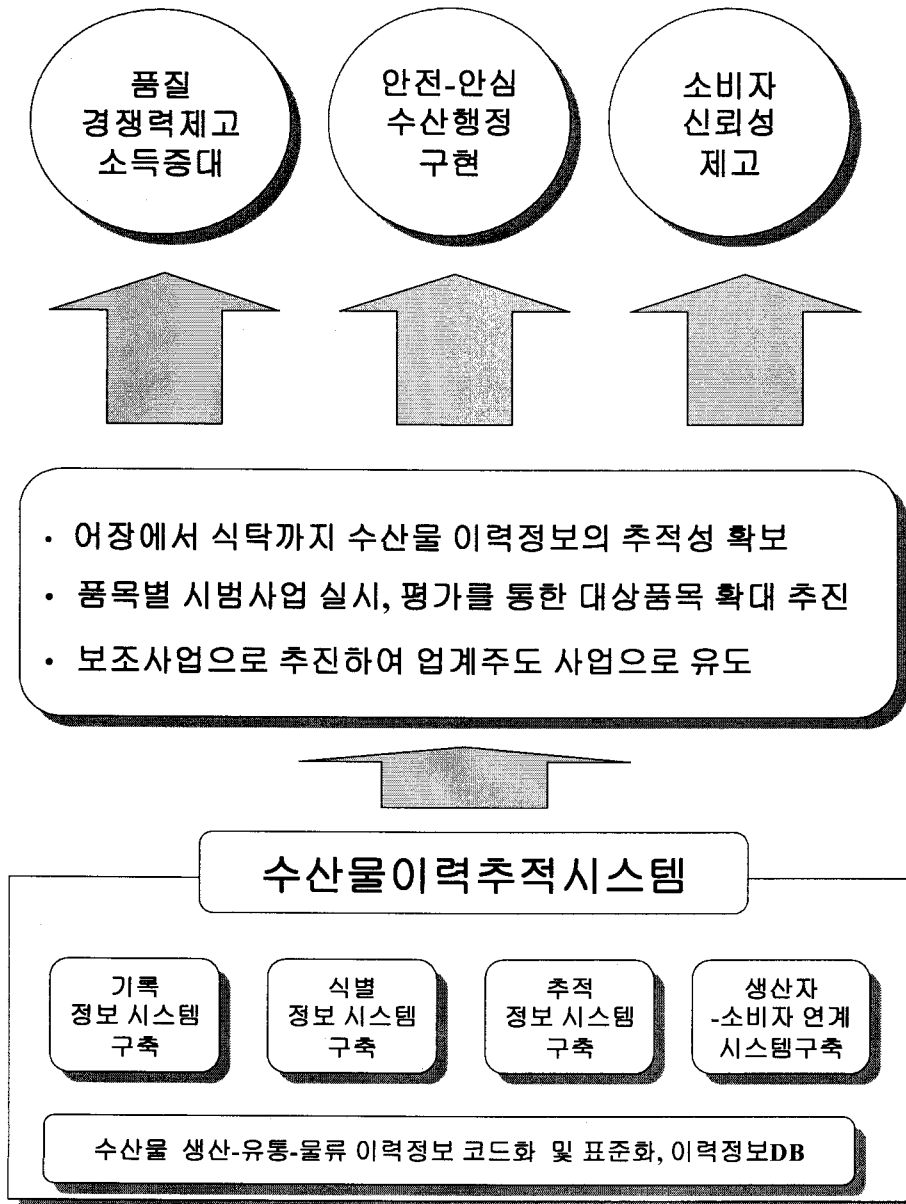 품질
경쟁력제고
소득증대
안전-안심
수산행정
구현
소비자
신뢰성
제고
• 어장에서 식탁까지 수산물 이력정보의 추적성 확보
• 품목별 시범사업 실시, 평가를 통한 대상품목 확대 추진
• 보조사업으로 추진하여 업계주도 사업으로 유도
수산물이력추적시스템
기록
정보 시스템
구축
식별
정보 시스템
구축
추적
정보 시스템
구축
생산자
-소비자 연계
시스템구축
수산물 생산-유통-물류 이력정보 코드화 및 표준화, 이력정보DB